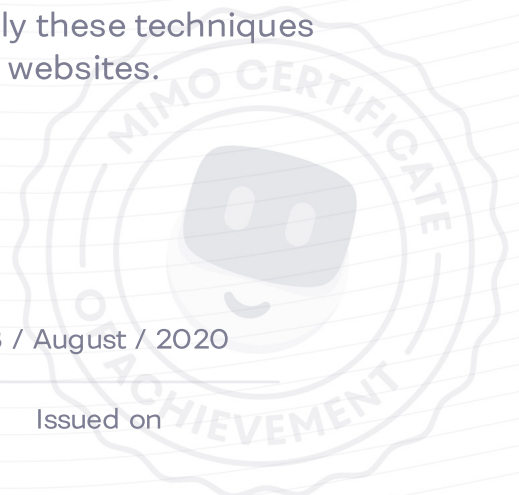 ly these techniques
websites.
MIMO CERTIFICATE
OF ACHIEVEMENT
/ August / 2020
Issued on